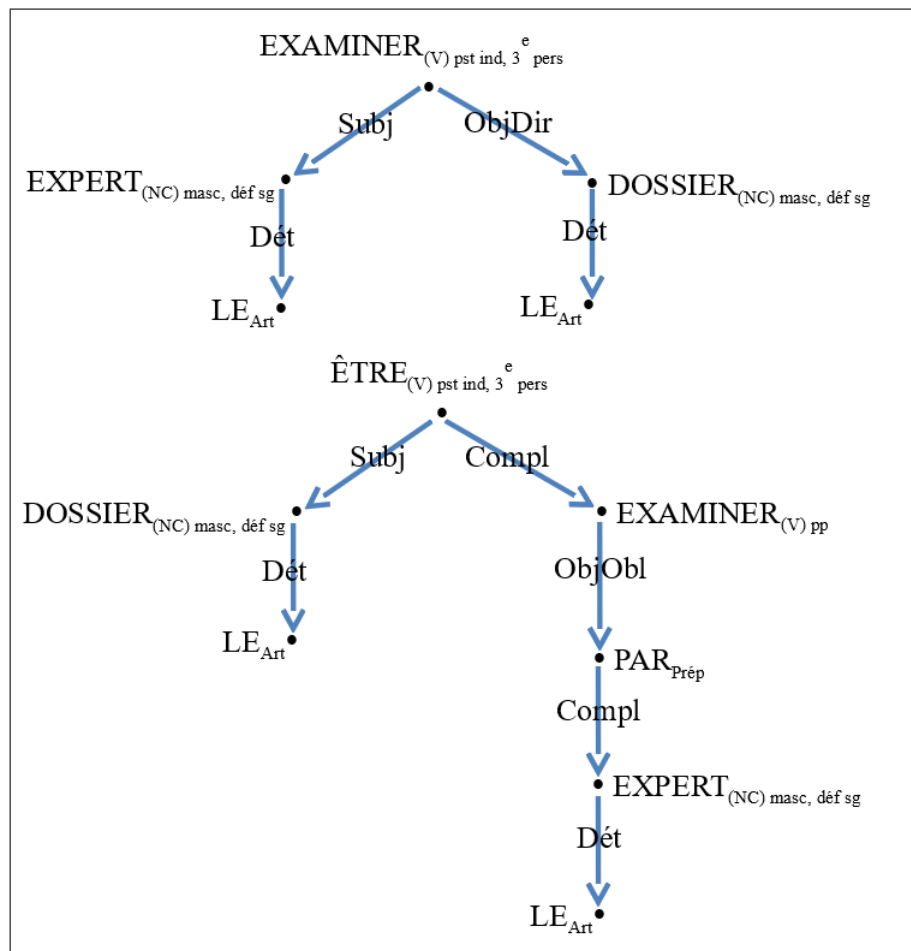 EXAMINER(V) pst ind, 3e pers
Subj ObjDir
EXPERT(NC) masc, déf sg DOSSIER(NC) masc, déf sg
Dét Dét
LEArt LEArt
ÊTRE(V) pst ind, 3e pers
Subj Compl
DOSSIER(NC) masc, déf sg EXAMINER(V) pp
Dét ObjObl
LEArt
PARPrép
Compl
EXPERT(NC) masc, déf sg
Dét
LEArt